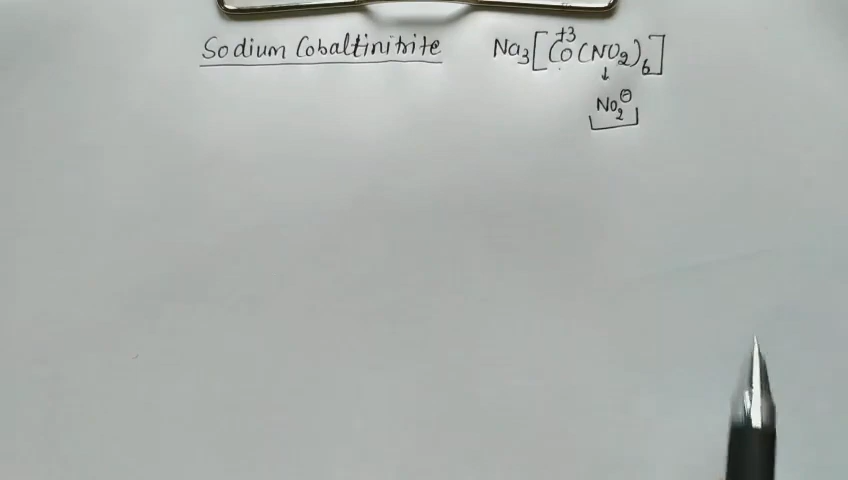 Sodium Cobaltinitrite Na₃[CO(NO₂)₆]
+3
↓
NO₂⊖